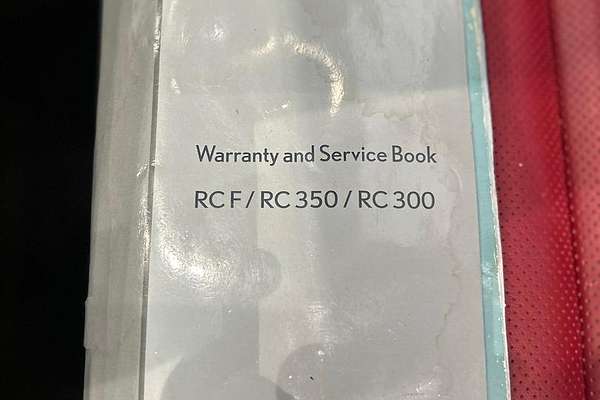 Warranty and Service Book
RC F / RC 350 / RC 300